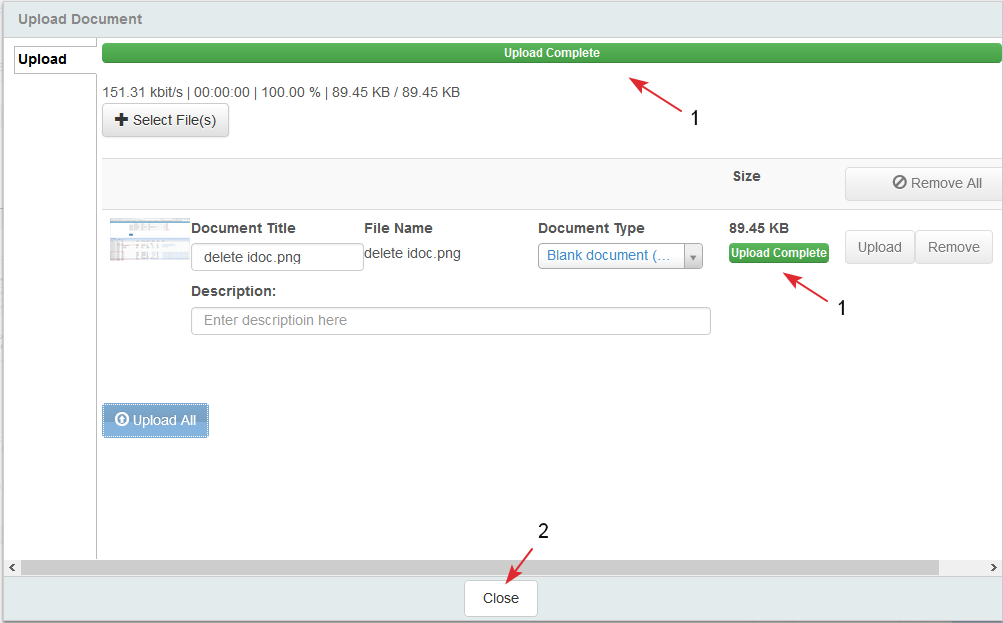 Upload Document
Upload
Upload Complete
151.31 kbit/s | 00:00:00 | 100.00 % | 89.45 KB / 89.45 KB
1
Select File(s)
Size
Remove All
Document Title
File Name
Document Type
89.45 KB
delete idoc.png
delete idoc.png
Blank document (...
Upload Complete
Upload
Remove
Description:
1
Enter descriptioin here
Upload All
2
Close